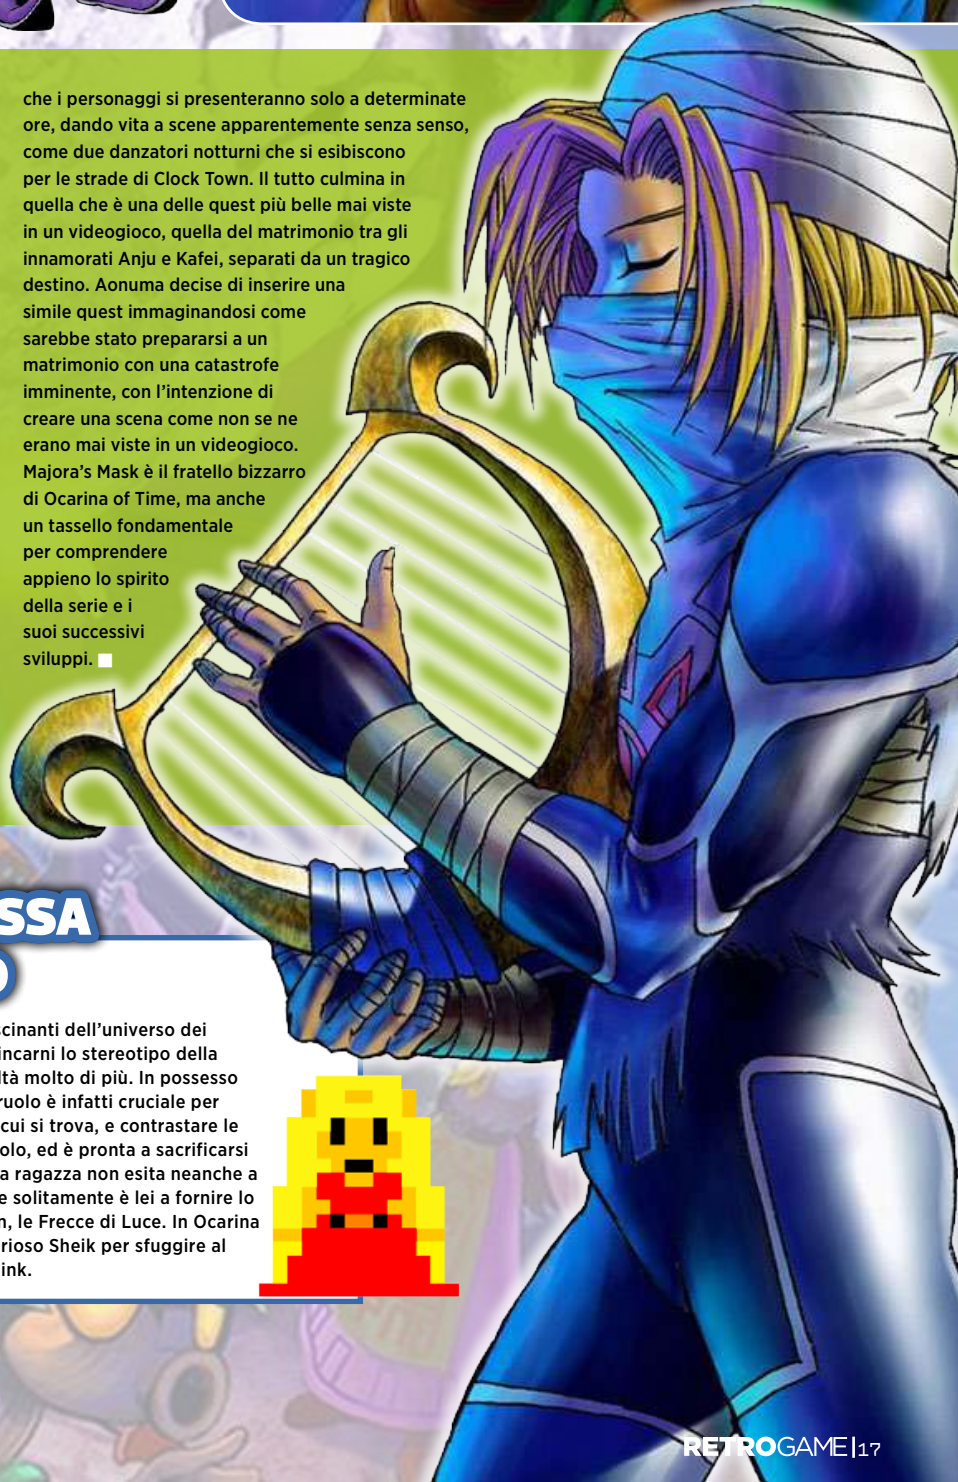 che i personaggi si presenteranno solo a determinate
ore, dando vita a scene apparentemente senza senso,
come due danzatori notturni che si esibiscono
per le strade di Clock Town. Il tutto culmina in
quella che è una delle quest più belle mai viste
in un videogioco, quella del matrimonio tra gli
innamorati Anju e Kafei, separati da un tragico
destino. Aonuma decise di inserire una
simile quest immaginandosi come
sarebbe stato prepararsi a un
matrimonio con una catastrofe
imminente, con l’intenzione di
creare una scena come non se ne
erano mai viste in un videogioco.
Majora’s Mask è il fratello bizzarro
di Ocarina of Time, ma anche
un tassello fondamentale
per comprendere
appieno lo spirito
della serie e i
suoi successivi
sviluppi.
SSA
O
scinanti dell’universo dei
incarni lo stereotipo della
ltà molto di più. In possesso
ruolo è infatti cruciale per
cui si trova, e contrastare le
olo, ed è pronta a sacrificarsi
a ragazza non esita neanche a
e solitamente è lei a fornire lo
n, le Frecce di Luce. In Ocarina
rioso Sheik per sfuggire al
ink.
RETROGAME|17